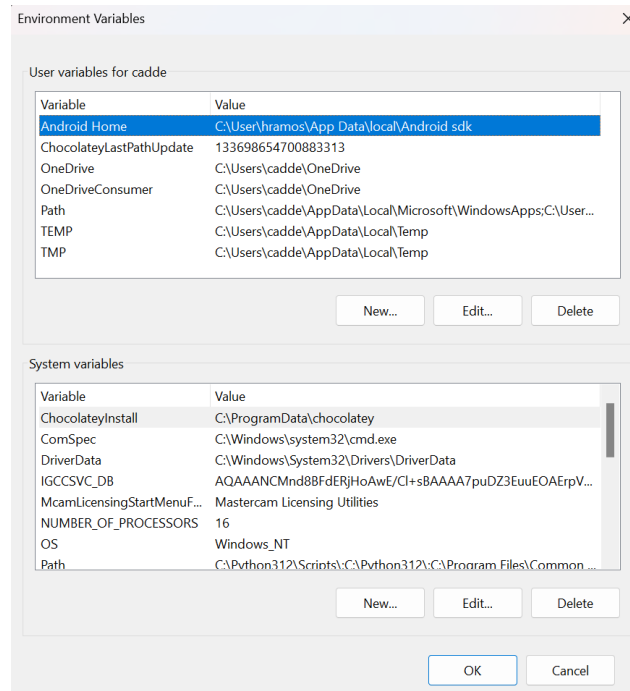 Environment Variables
User variables for cadde
Variable Value
Android Home C:\User\hramos\App Data\local\Android sdk
ChocolateyLastPathUpdate 133698654700883313
OneDrive C:\Users\cadde\OneDrive
OneDriveConsumer C:\Users\cadde\OneDrive
Path C:\Users\cadde\AppData\Local\Microsoft\WindowsApps;C:\User...
TEMP C:\Users\cadde\AppData\Local\Temp
TMP C:\Users\cadde\AppData\Local\Temp
New... Edit... Delete
System variables
Variable Value
ChocolateyInstall C:\ProgramData\chocolatey
ComSpec C:\Windows\system32\cmd.exe
DriverData C:\Windows\System32\Drivers\DriverData
IGCCSVC_DB AQAAANCMnd8BFdERjHoAwE/Cl+sBAAAA7puDZ3EuuEOAErpV...
McamLicensingStartMenuF... Mastercam Licensing Utilities
NUMBER_OF_PROCESSORS 16
OS Windows_NT
Path C:\Python312\Scripts\;C:\Python312\;C:\Program Files\Common ...
New... Edit... Delete
OK Cancel